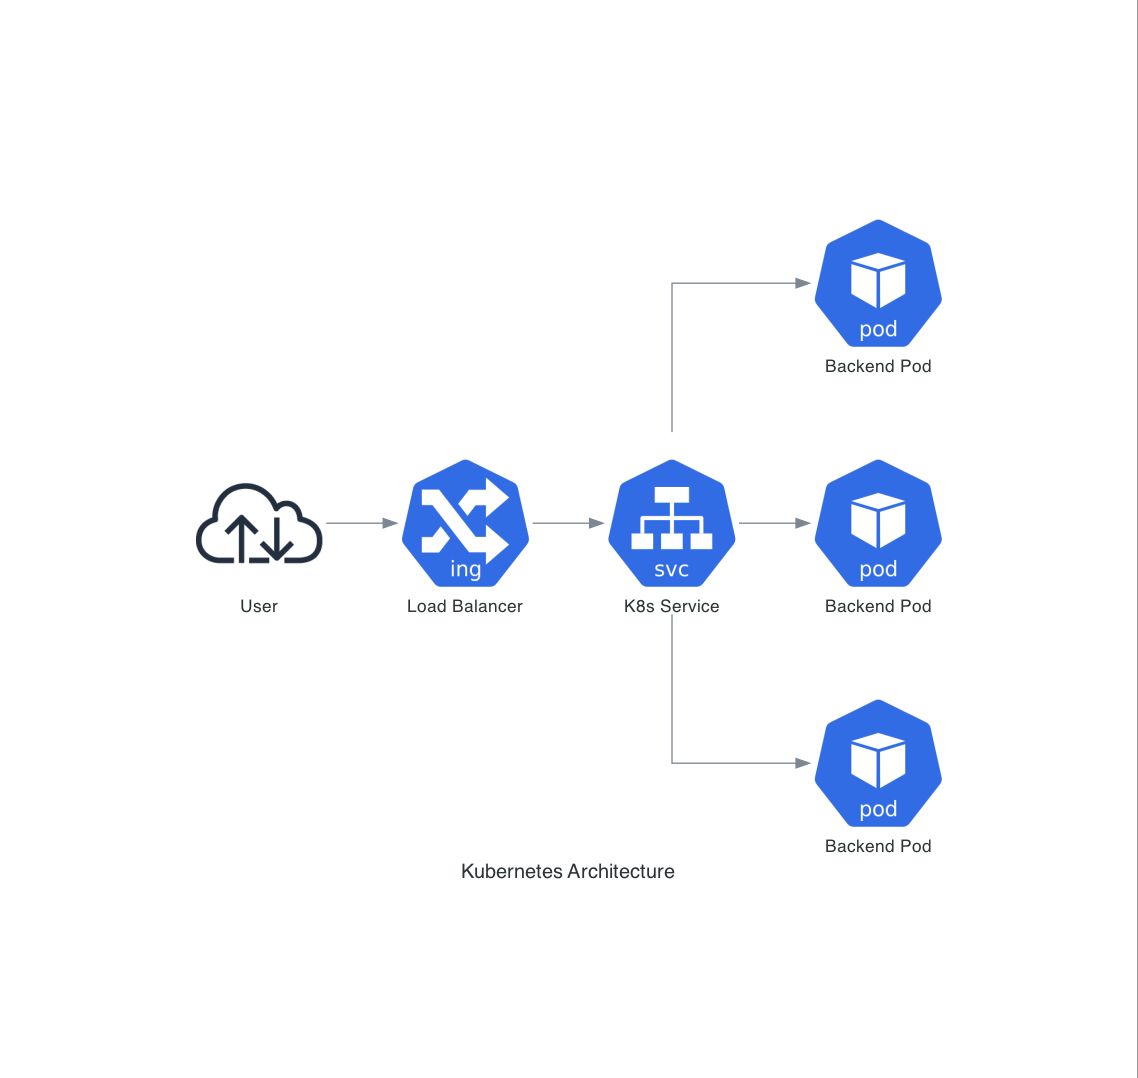 pod
Backend Pod
ing
svc
pod
User
Load Balancer
K8s Service
Backend Pod
pod
Backend Pod
Kubernetes Architecture